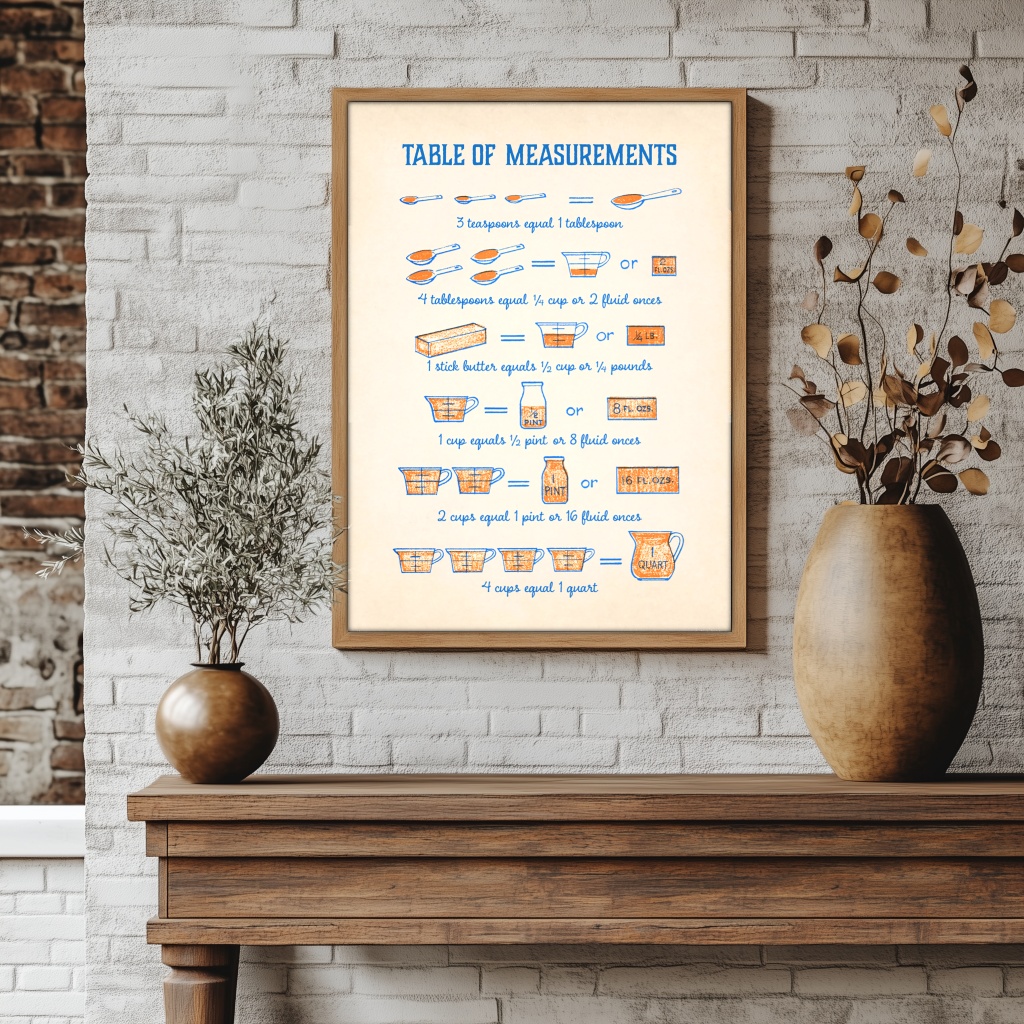 TABLE OF MEASUREMENTS
3 teaspoons equal 1 tablespoon
2
FL.OZS.
4 tablespoons equal ¼ cup or 2 fluid onces
¼ LB.
1 stick butter equals ½ cup or ¼ pounds
½
PINT
8 FL. OZS.
1 cup equals ½ pint or 8 fluid onces
1
PINT
16 FL.OZS.
2 cups equal 1 pint or 16 fluid onces
1
QUART
4 cups equal 1 quart